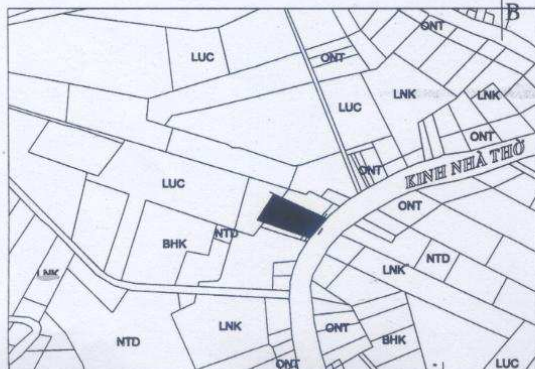 B
ONT
LUC
ONT
LNK
LNK
LUC
ONT
ONT
KINH NHÀ THỜ
LUC
ONT
NTD
BHK
LNK
NTD
LNK
LNK
ONT
NTD
BHK
ONT
LUC